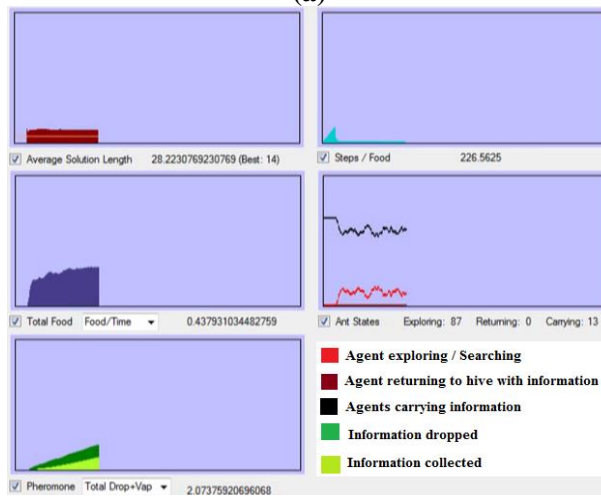 (a)
Average Solution Length 28.2230769230769 (Best: 14)
Steps / Food 226.5625
Total Food Food/Time 0.437931034482759
Ant States Exploring: 87 Returning: 0 Carrying: 13
Agent exploring / Searching
Agent returning to hive with information
Agents carrying information
Information dropped
Information collected
Pheromone Total Drop+Vap 2.07375920696068